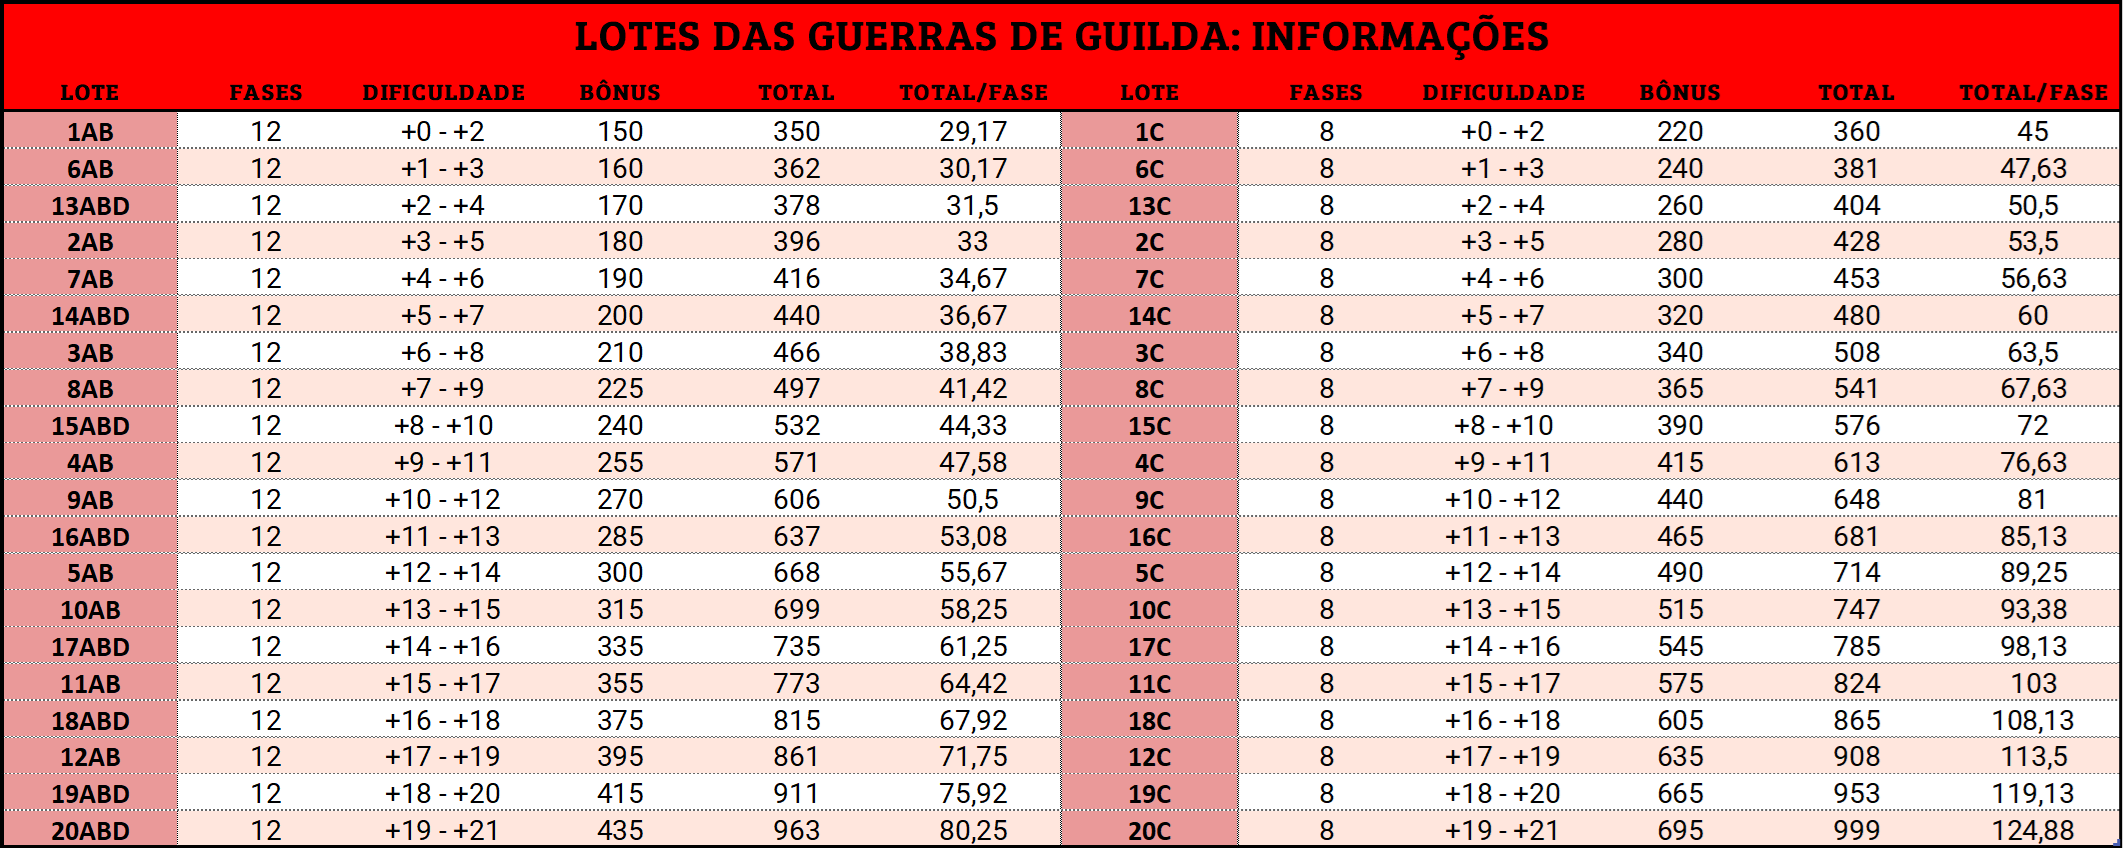 LOTES DAS GUERRAS DE GUILDA: INFORMAÇÕES
LOTE FASES DIFICULDADE BÔNUS TOTAL TOTAL/FASE LOTE FASES DIFICULDADE BÔNUS TOTAL TOTAL/FASE
1AB 12 +0 - +2 150 350 29,17 1C 8 +0 - +2 220 360 45
6AB 12 +1 - +3 160 362 30,17 6C 8 +1 - +3 240 381 47,63
13ABD 12 +2 - +4 170 378 31,5 13C 8 +2 - +4 260 404 50,5
2AB 12 +3 - +5 180 396 33 2C 8 +3 - +5 280 428 53,5
7AB 12 +4 - +6 190 416 34,67 7C 8 +4 - +6 300 453 56,63
14ABD 12 +5 - +7 200 440 36,67 14C 8 +5 - +7 320 480 60
3AB 12 +6 - +8 210 466 38,83 3C 8 +6 - +8 340 508 63,5
8AB 12 +7 - +9 225 497 41,42 8C 8 +7 - +9 365 541 67,63
15ABD 12 +8 - +10 240 532 44,33 15C 8 +8 - +10 390 576 72
4AB 12 +9 - +11 255 571 47,58 4C 8 +9 - +11 415 613 76,63
9AB 12 +10 - +12 270 606 50,5 9C 8 +10 - +12 440 648 81
16ABD 12 +11 - +13 285 637 53,08 16C 8 +11 - +13 465 681 85,13
5AB 12 +12 - +14 300 668 55,67 5C 8 +12 - +14 490 714 89,25
10AB 12 +13 - +15 315 699 58,25 10C 8 +13 - +15 515 747 93,38
17ABD 12 +14 - +16 335 735 61,25 17C 8 +14 - +16 545 785 98,13
11AB 12 +15 - +17 355 773 64,42 11C 8 +15 - +17 575 824 103
18ABD 12 +16 - +18 375 815 67,92 18C 8 +16 - +18 605 865 108,13
12AB 12 +17 - +19 395 861 71,75 12C 8 +17 - +19 635 908 113,5
19ABD 12 +18 - +20 415 911 75,92 19C 8 +18 - +20 665 953 119,13
20ABD 12 +19 - +21 435 963 80,25 20C 8 +19 - +21 695 999 124,88